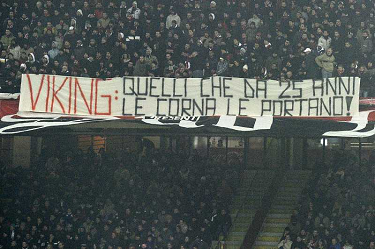 VIKING: QUELLI CHE DA 25 ANNI
LE CORNA LE PORTANO!